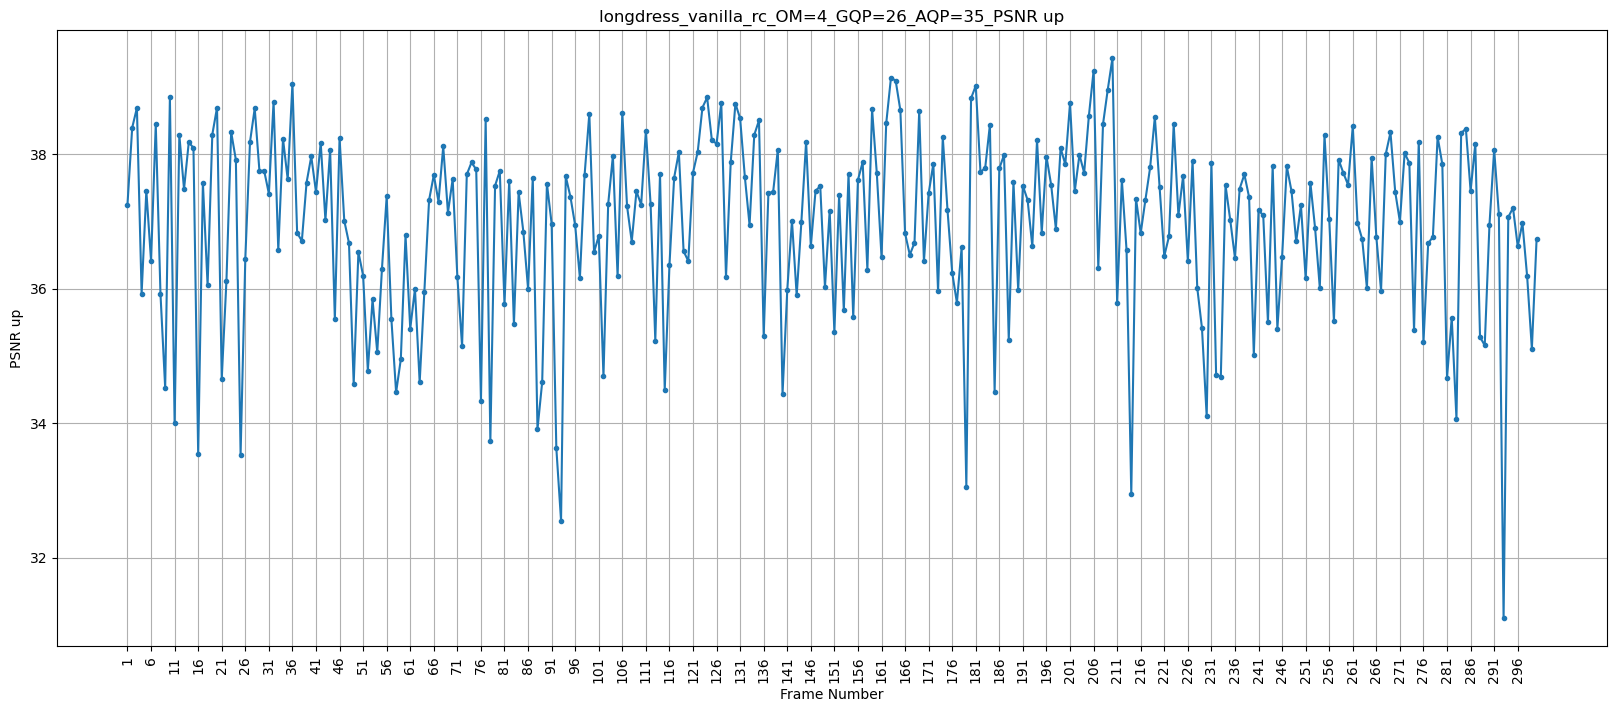 longdress_vanilla_rc_OM=4_GQP=26_AQP=35_PSNR up
PSNR up
38
36
34
32
1 6 11 16 21 26 31 36 41 46 51 56 61 66 71 76 81 86 91 96 101 106 111 116 121 126 131 136 141 146 151 156 161 166 171 176 181 186 191 196 201 206 211 216 221 226 231 236 241 246 251 256 261 266 271 276 281 286 291 296
Frame Number